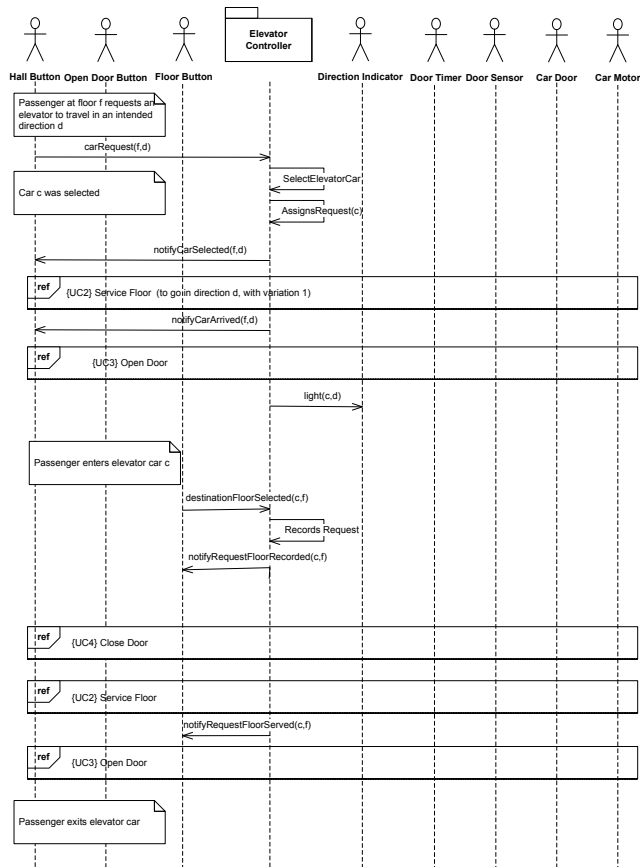 Elevator
Controller
Hall Button Open Door Button Floor Button Direction Indicator Door Timer Door Sensor Car Door Car Motor
Passenger at floor f requests an
elevator to travel in an intended
direction d
carRequest(f,d)
SelectElevatorCar
Car c was selected
AssignsRequest(c)
notifyCarSelected(f,d)
ref {UC2} Service Floor (to go in direction d, with variation 1)
notifyCarArrived(f,d)
ref {UC3} Open Door
light(c,d)
Passenger enters elevator car c
destinationFloorSelected(c,f)
Records Request
notifyRequestFloorRecorded(c,f)
ref {UC4} Close Door
ref {UC2} Service Floor
notifyRequestFloorServed(c,f)
ref {UC3} Open Door
Passenger exits elevator car